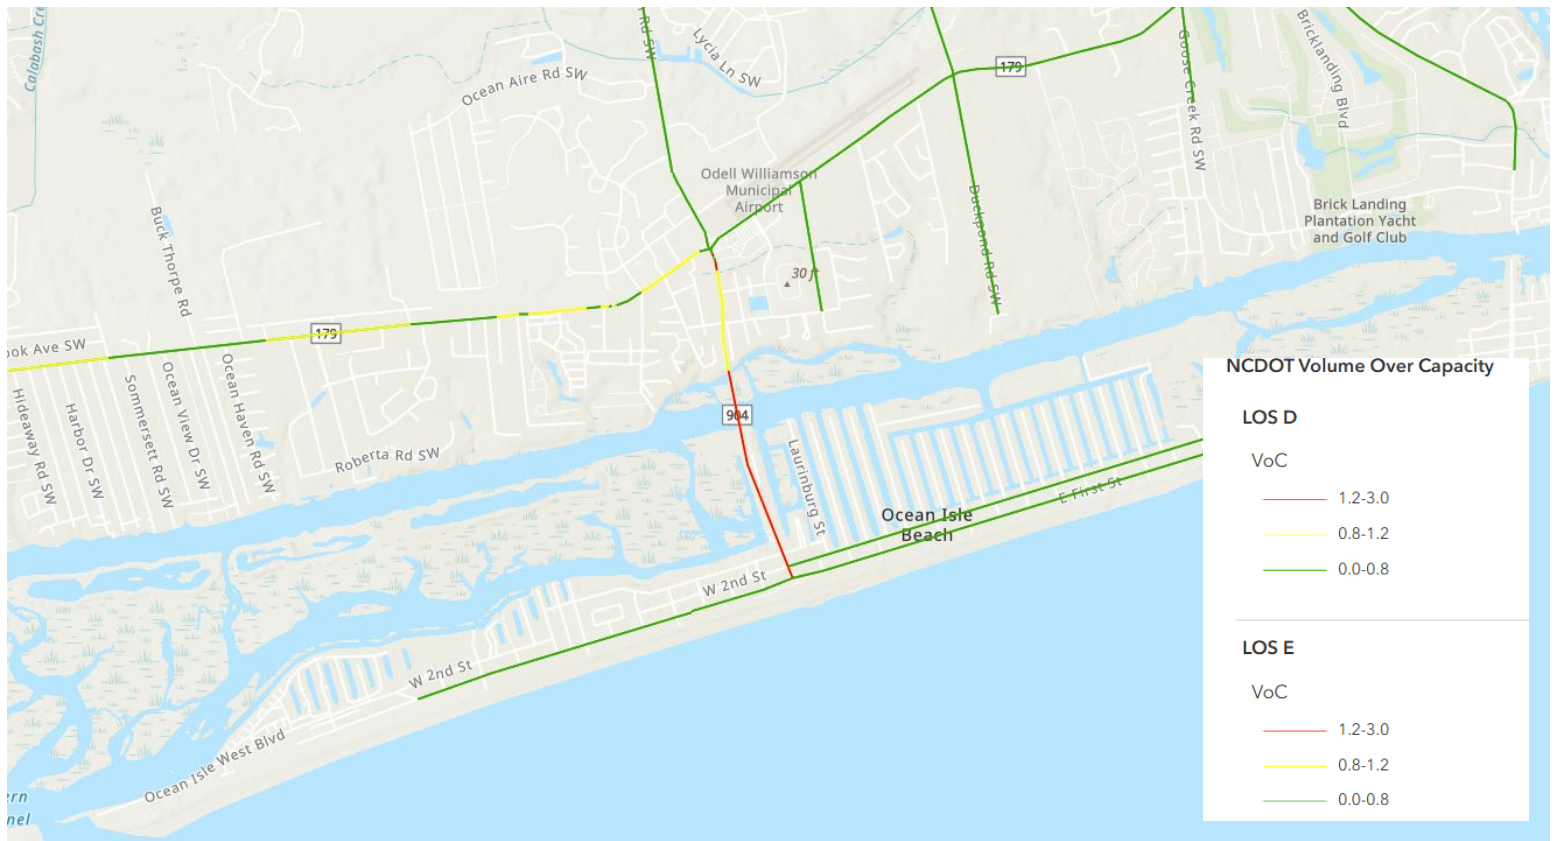 Calabash Cre
Rd SW
Lycia Ln SW
Ocean Aire Rd SW
179
Goose Creek Rd SW
Bricklanding Blvd
Odell Williamson
Municipal
Airport
Duckpond Rd SW
Brick Landing
Plantation Yacht
and Golf Club
Buck Thorpe Rd
30 ft
179
ook Ave SW
Hideaway Rd SW
Harbor Dr SW
Sommersett Rd SW
Ocean View Dr SW
Ocean Haven Rd SW
Roberta Rd SW
904
Laurinburg St
Ocean Isle
Beach
E First St
W 2nd St
W 2nd St
Ocean Isle West Blvd
ern
nel
NCDOT Volume Over Capacity
LOS D
VoC
1.2-3.0
0.8-1.2
0.0-0.8
LOS E
VoC
1.2-3.0
0.8-1.2
0.0-0.8